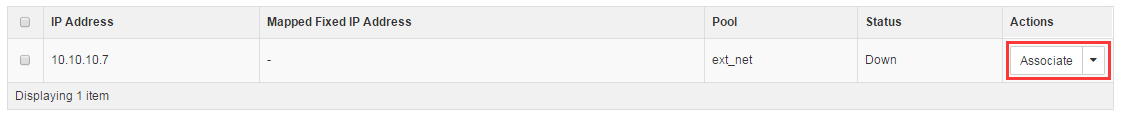 IP Address Mapped Fixed IP Address Pool Status Actions
10.10.10.7 - ext_net Down Associate
Displaying 1 item